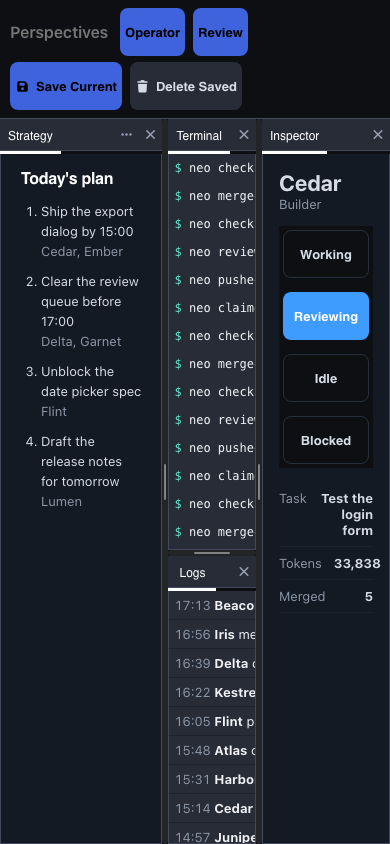 Perspectives
Operator
Review
Save Current
Delete Saved
Strategy
Today's plan
1. Ship the export
dialog by 15:00
Cedar, Ember
2. Clear the review
queue before
17:00
Delta, Garnet
3. Unblock the
date picker spec
Flint
4. Draft the
release notes
for tomorrow
Lumen
Terminal
$ neo check
$ neo merge
$ neo check
$ neo review
$ neo pushe
$ neo claim
$ neo check
$ neo merge
$ neo check
$ neo review
$ neo pushe
$ neo claim
$ neo check
$ neo merge
Logs
17:13 Beaco
16:56 Iris me
16:39 Delta
16:22 Kestre
16:05 Flint p
15:48 Atlas
15:31 Harbo
15:14 Cedar
14:57 Junipe
Inspector
Cedar
Builder
Working
Reviewing
Idle
Blocked
Task Test the
login
form
Tokens 33,838
Merged 5